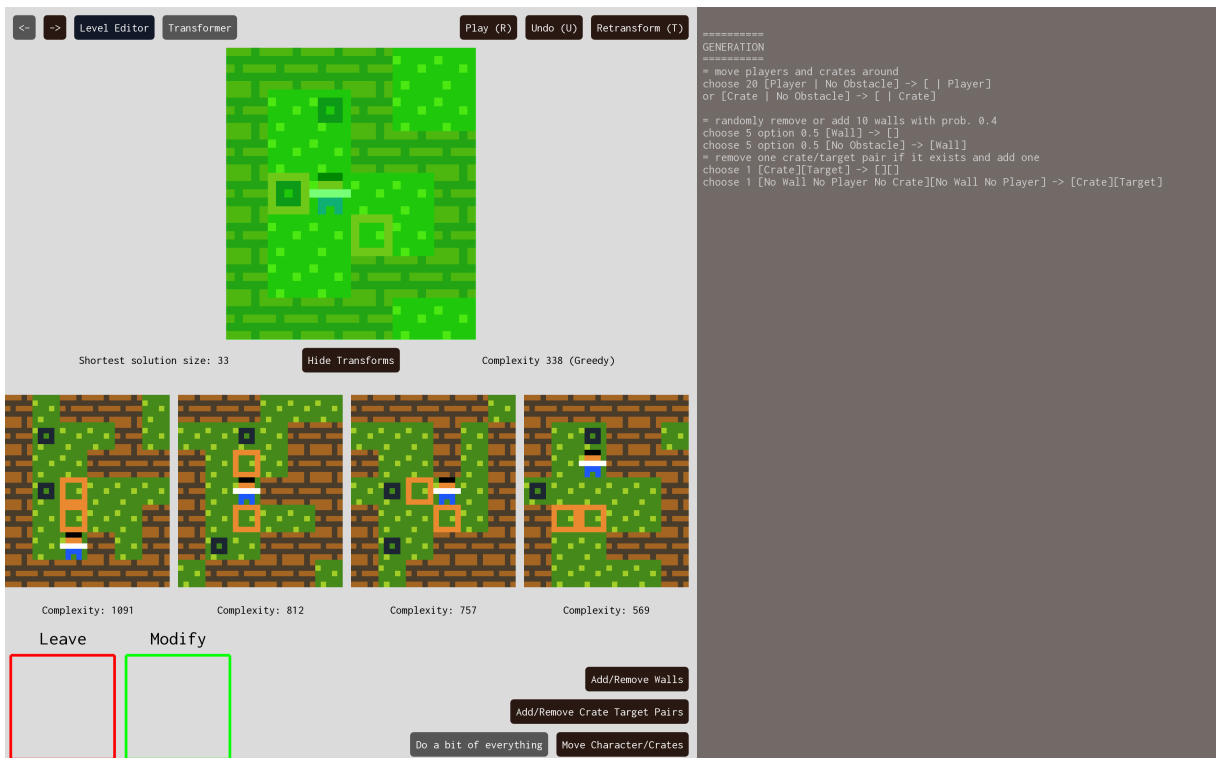 <- -> Level Editor Transformer Play (R) Undo (U) Retransform (T)
Shortest solution size: 33 Hide Transforms Complexity 338 (Greedy)
Complexity: 1091 Complexity: 812 Complexity: 757 Complexity: 569
Leave Modify
Add/Remove Walls
Add/Remove Crate Target Pairs
Do a bit of everything Move Character/Crates
==========
GENERATION
==========
= move players and crates around
choose 20 [Player | No Obstacle] -> [ | Player]
or [Crate | No Obstacle] -> [ | Crate]
= randomly remove or add 10 walls with prob. 0.4
choose 5 option 0.5 [Wall] -> []
choose 5 option 0.5 [No Obstacle] -> [Wall]
= remove one crate/target pair if it exists and add one
choose 1 [Crate][Target] -> [][]
choose 1 [No Wall No Player No Crate][No Wall No Player] -> [Crate][Target]